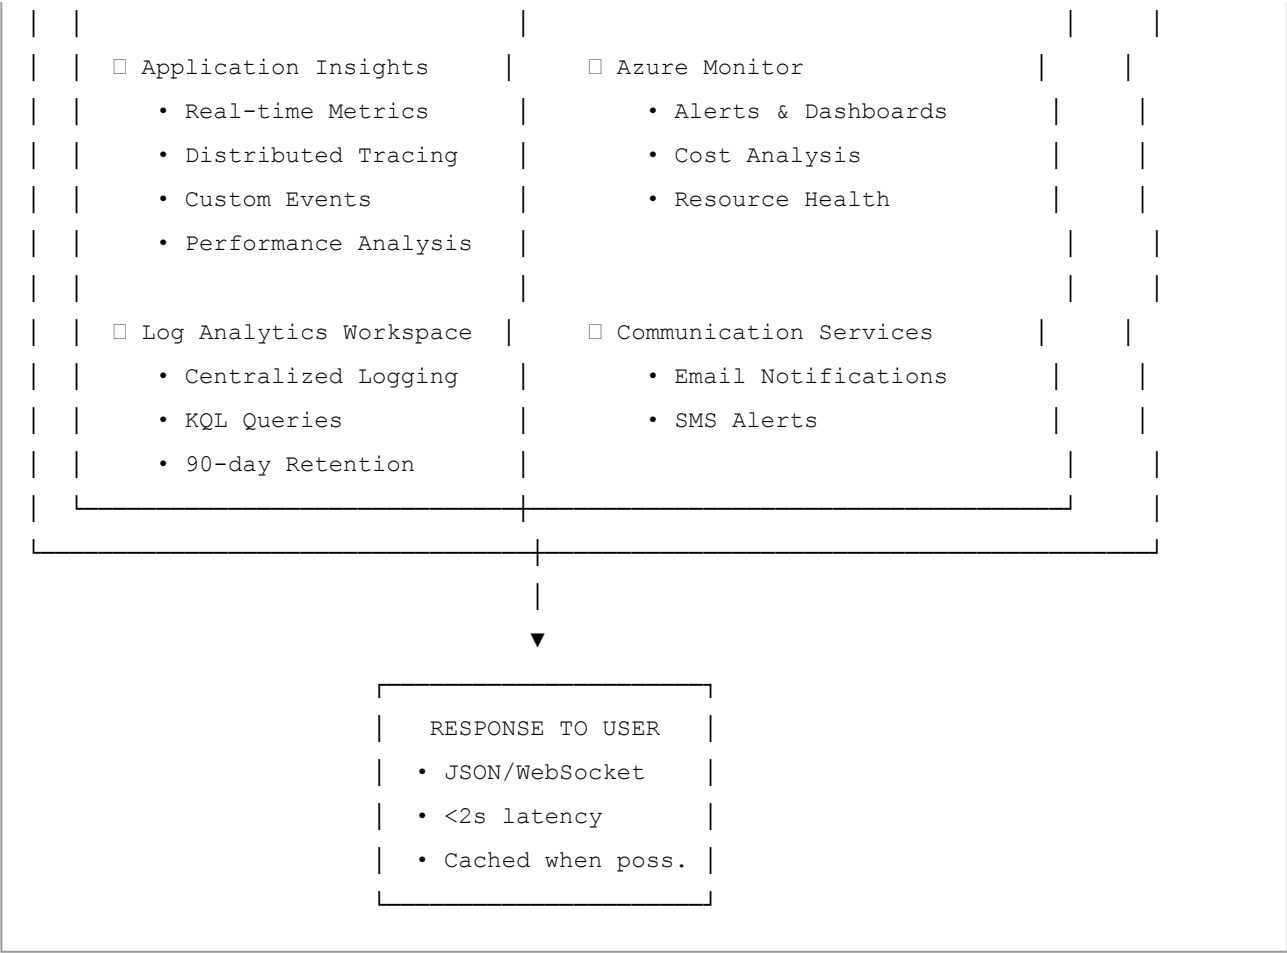 □ Application Insights □ Azure Monitor
• Real-time Metrics • Alerts & Dashboards
• Distributed Tracing • Cost Analysis
• Custom Events • Resource Health
• Performance Analysis
□ Log Analytics Workspace □ Communication Services
• Centralized Logging • Email Notifications
• KQL Queries • SMS Alerts
• 90-day Retention
▼
RESPONSE TO USER
• JSON/WebSocket
• <2s latency
• Cached when poss.